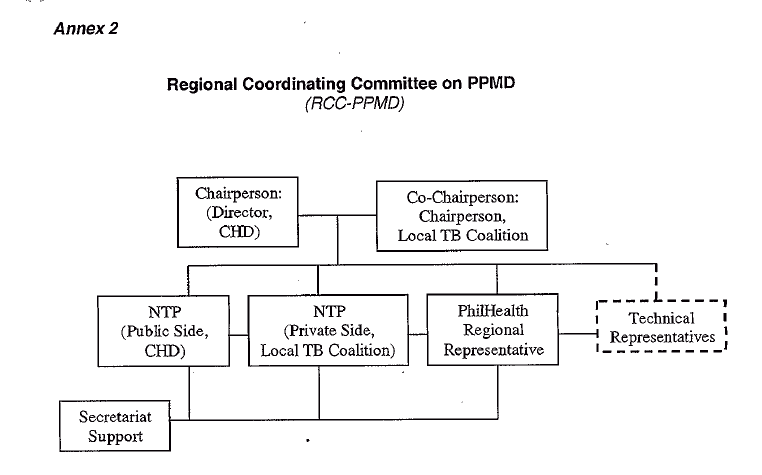 Annex 2
Regional Coordinating Committee on PPMD
(RCC-PPMD)
Chairperson:
(Director,
CHD)
Co-Chairperson:
Chairperson,
Local TB Coalition
NTP
(Public Side,
CHD)
NTP
(Private Side,
Local TB Coalition)
PhilHealth
Regional
Representative
Technical
Representatives
Secretariat
Support